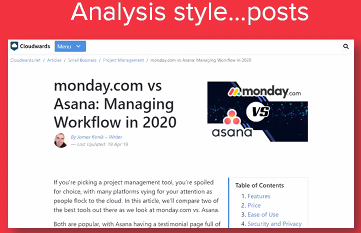 Analysis style...posts
Cloudwards
Menu
Cloudwards.net / Articles / Small Business / Project Management / monday.com vs Asana: Managing Workflow in 2020
monday.com vs
Asana: Managing
Workflow in 2020
By James Konik - Writer
— Last Updated: 19 Apr'19
monday.com
VS
asana
If you're picking a project management tool, you're spoiled
for choice, with many platforms vying for your attention as
people flock to the cloud. In this article, we'll compare two of
the best tools out there as we look at monday.com vs. Asana.
Both are popular, with Asana having a testimonial page full of
Table of Contents
1. Features
2. Price
3. Ease of Use
4. Security and Privacy